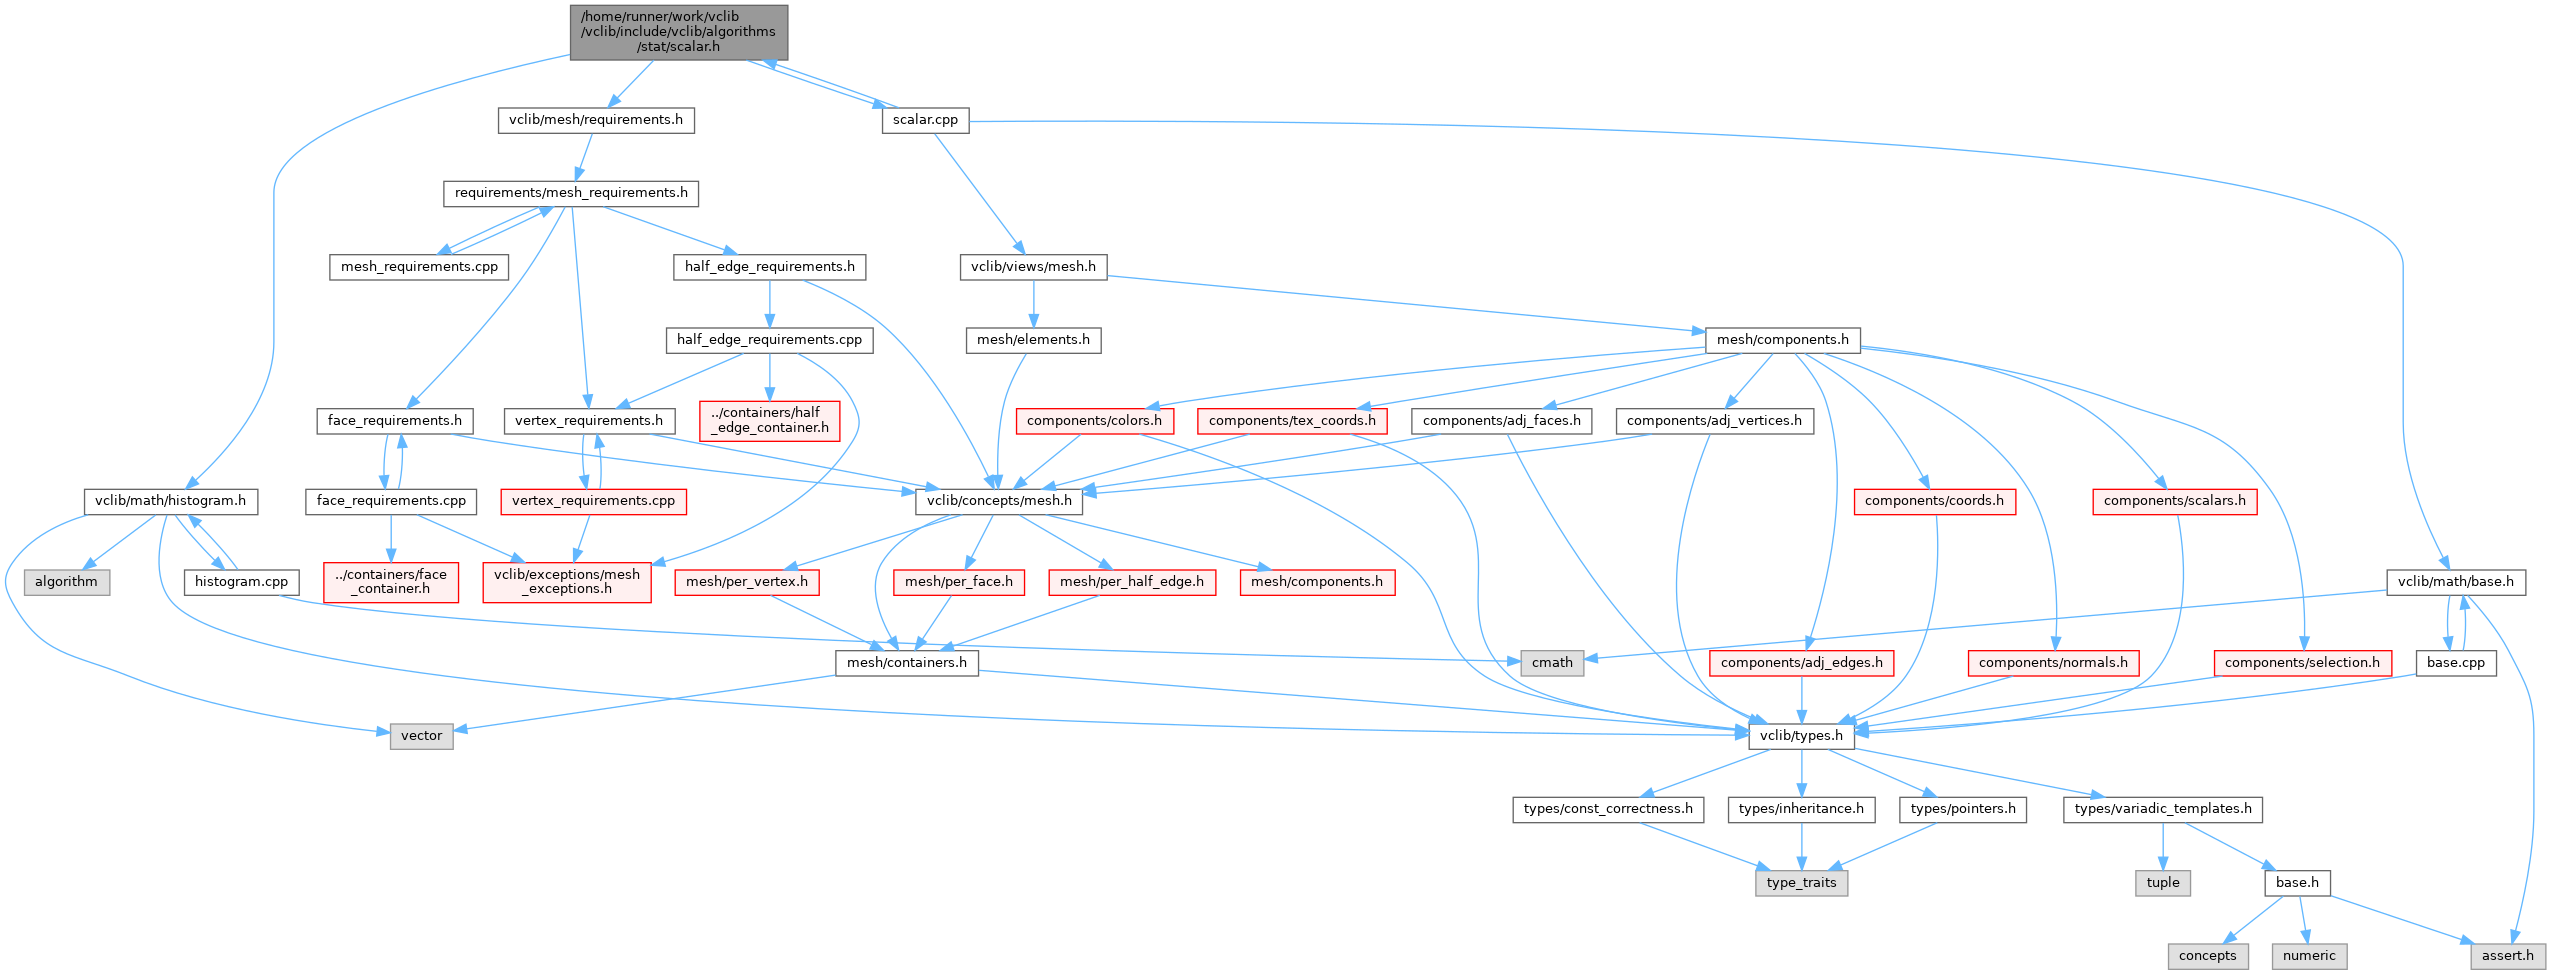 /home/runner/work/vclib
/vclib/include/vclib/algorithms
/stat/scalar.h
vclib/mesh/requirements.h
scalar.cpp
requirements/mesh_requirements.h
mesh_requirements.cpp
half_edge_requirements.h
vclib/views/mesh.h
half_edge_requirements.cpp
mesh/elements.h
mesh/components.h
face_requirements.h
vertex_requirements.h
../containers/half
_edge_container.h
components/colors.h
components/tex_coords.h
components/adj_faces.h
components/adj_vertices.h
vclib/math/histogram.h
face_requirements.cpp
vertex_requirements.cpp
vclib/concepts/mesh.h
components/coords.h
components/scalars.h
algorithm
histogram.cpp
../containers/face
_container.h
vclib/exceptions/mesh
_exceptions.h
mesh/per_vertex.h
mesh/per_face.h
mesh/per_half_edge.h
mesh/components.h
vclib/math/base.h
mesh/containers.h
cmath
components/adj_edges.h
components/normals.h
components/selection.h
base.cpp
vector
vclib/types.h
types/const_correctness.h
types/inheritance.h
types/pointers.h
types/variadic_templates.h
type_traits
tuple
base.h
concepts
numeric
assert.h